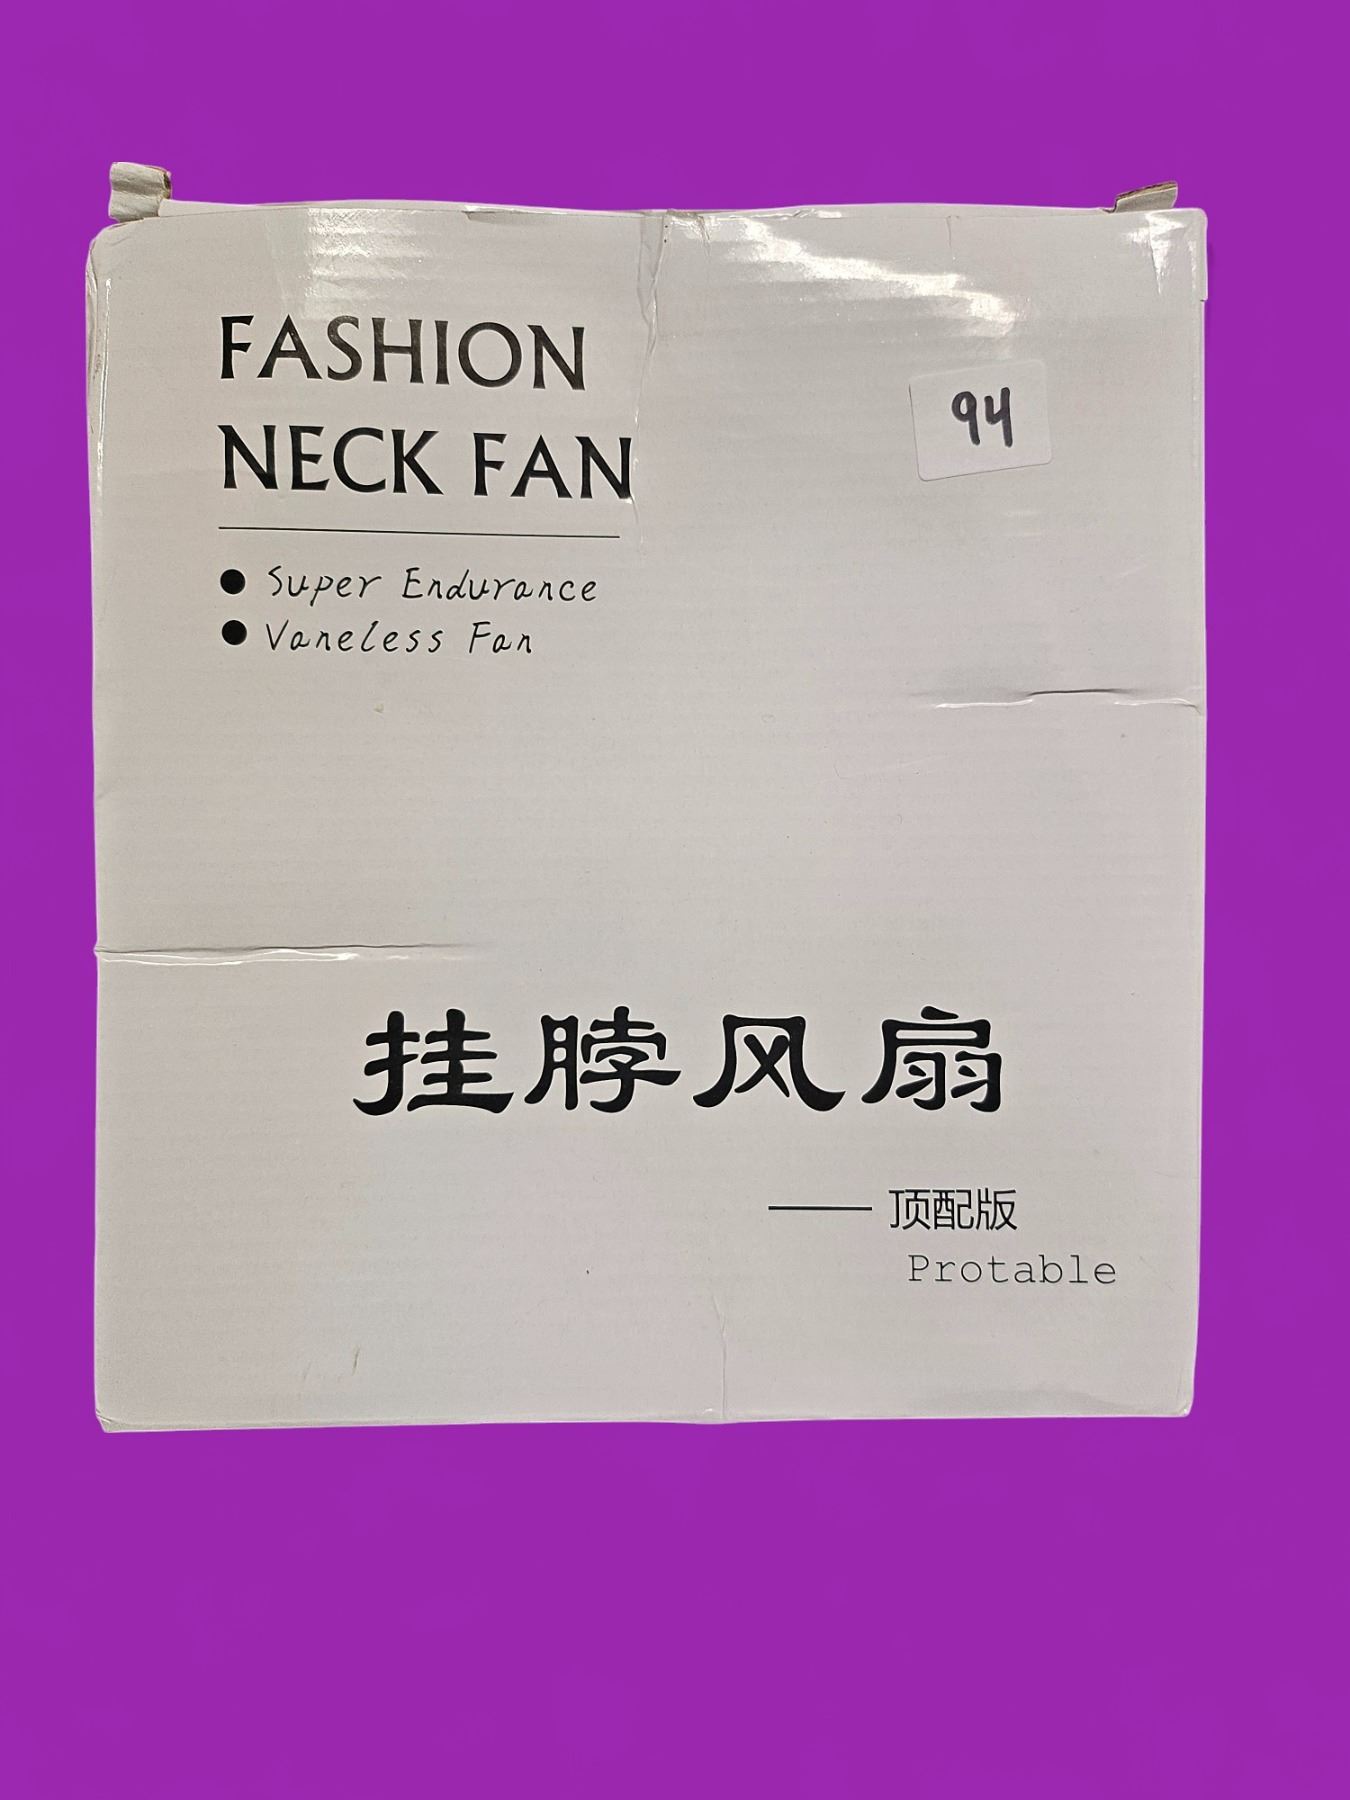 FASHION
NECK FAN
94
● Super Endurance
● Vaneless Fan
挂脖风扇
——顶配版
Protable